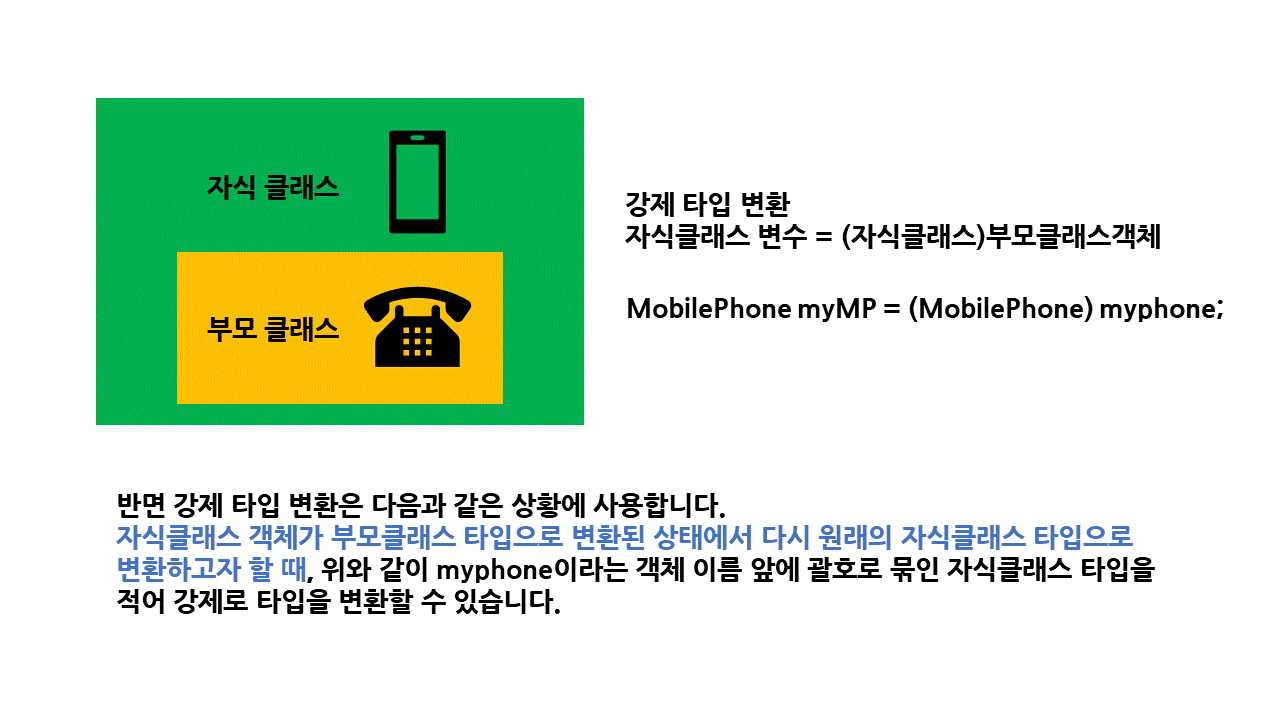 자식 클래스
부모 클래스
강제 타입 변환
자식클래스 변수 = (자식클래스)부모클래스객체
MobilePhone myMP = (MobilePhone) myphone;
반면 강제 타입 변환은 다음과 같은 상황에 사용합니다.
자식클래스 객체가 부모클래스 타입으로 변환된 상태에서 다시 원래의 자식클래스 타입으로
변환하고자 할 때, 위와 같이 myphone이라는 객체 이름 앞에 괄호로 묶인 자식클래스 타입을
적어 강제로 타입을 변환할 수 있습니다.